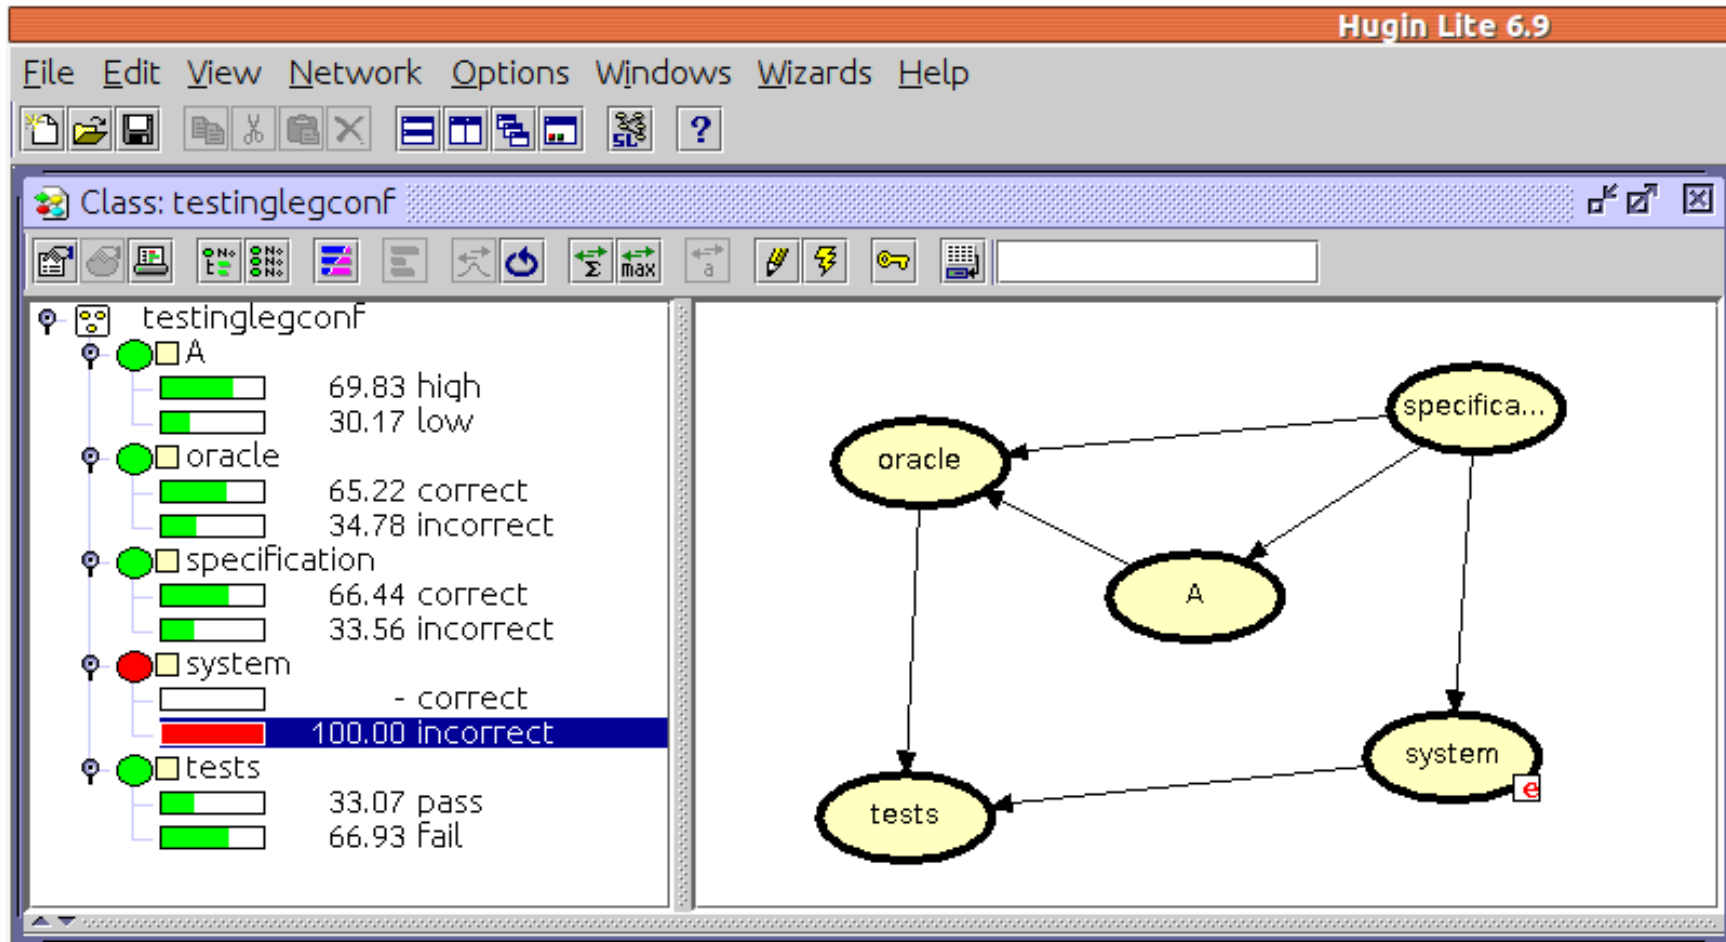 Hugin Lite 6.9
File Edit View Network Options Windows Wizards Help
SL ?
Class: testinglegconf
Σ max a
testinglegconf
A
69.83 high
30.17 low
oracle
65.22 correct
34.78 incorrect
specification
66.44 correct
33.56 incorrect
system
- correct
100.00 incorrect
tests
33.07 pass
66.93 fail
specifica...
oracle
A
system
e
tests